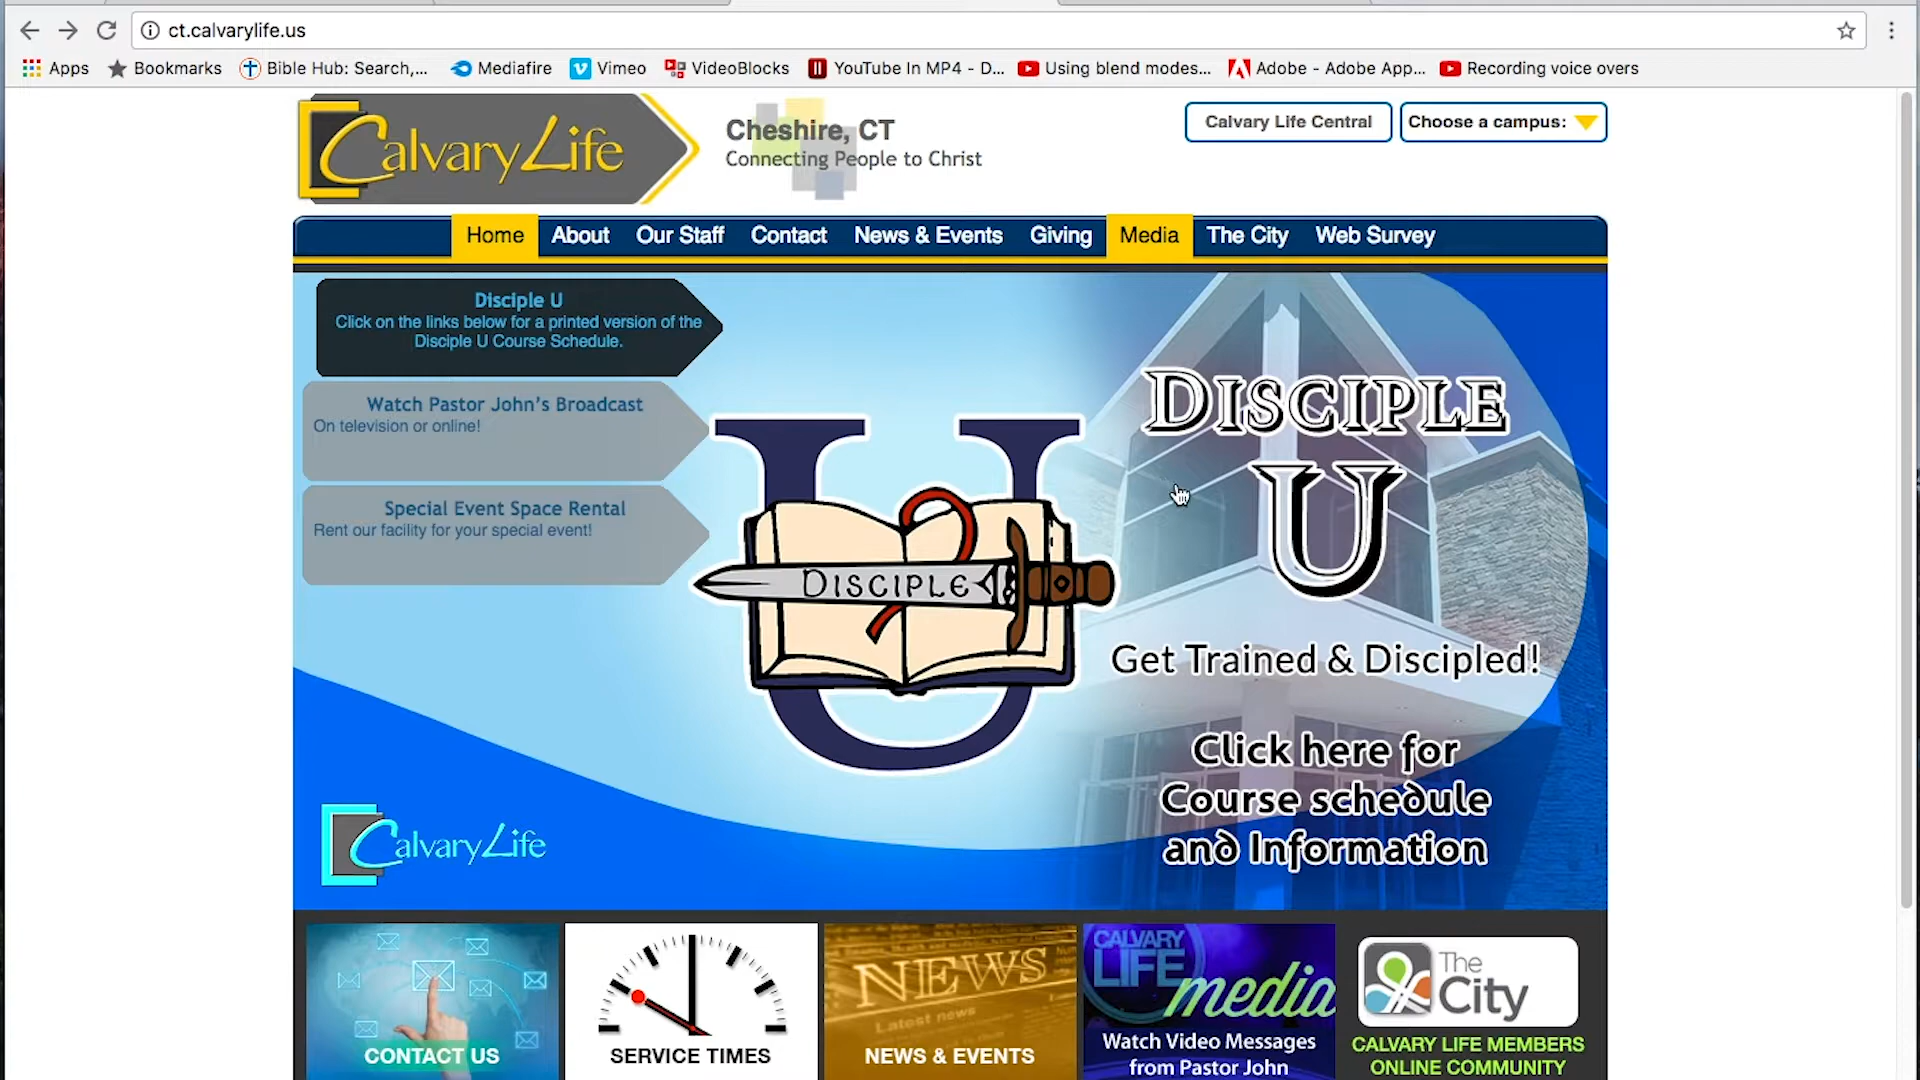 ct.calvarylife.us
Apps Bookmarks Bible Hub: Search,... Mediafire Vimeo VideoBlocks YouTube In MP4 - D... Using blend modes... Adobe - Adobe App... Recording voice overs
Calvary Life
Cheshire, CT
Connecting People to Christ
Calvary Life Central
Choose a campus:
Home About Our Staff Contact News & Events Giving Media The City Web Survey
Disciple U
Click on the links below for a printed version of the
Disciple U Course Schedule.
Watch Pastor John's Broadcast
On television or online!
Special Event Space Rental
Rent our facility for your special event!
U
DISCIPLE
DISCIPLE
U
Get Trained & Discipled!
Click here for
Course schedule
and Information
Calvary Life
CONTACT US
SERVICE TIMES
NEWS
Latest news
NEWS & EVENTS
CALVARY
LIFE
media
Watch Video Messages
from Pastor John
The
City
CALVARY LIFE MEMBERS
ONLINE COMMUNITY